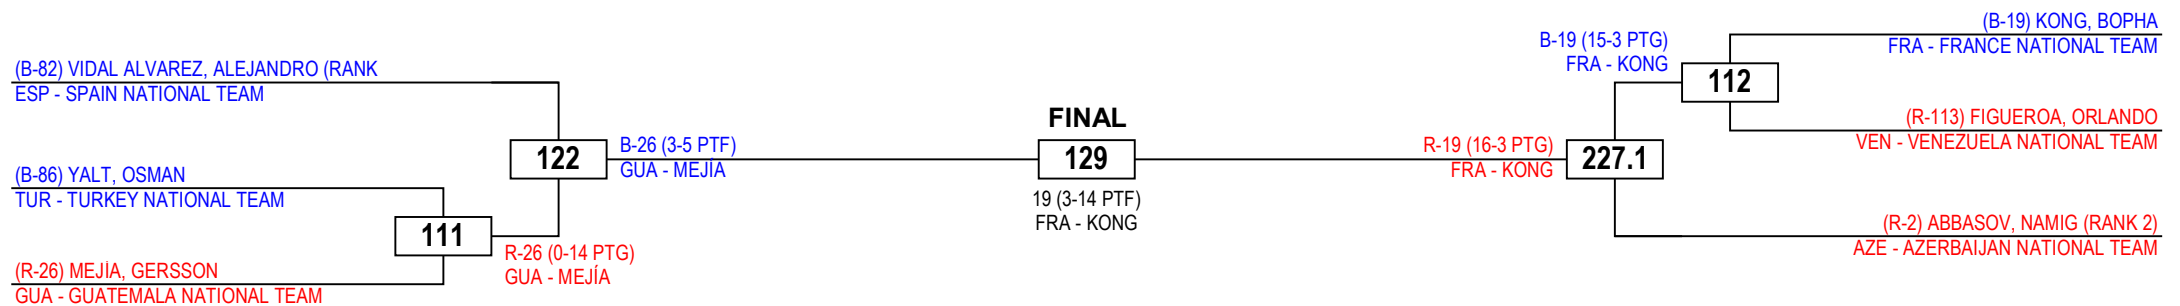 (B-82) VIDAL ALVAREZ, ALEJANDRO (RANK
ESP - SPAIN NATIONAL TEAM
(B-86) YALT, OSMAN
TUR - TURKEY NATIONAL TEAM
(R-26) MEJÍA, GERSSON
GUA - GUATEMALA NATIONAL TEAM
111
R-26 (0-14 PTG)
GUA - MEJÍA
122
B-26 (3-5 PTF)
GUA - MEJÍA
FINAL
129
19 (3-14 PTF)
FRA - KONG
R-19 (16-3 PTG)
FRA - KONG
227.1
B-19 (15-3 PTG)
FRA - KONG
112
(B-19) KONG, BOPHA
FRA - FRANCE NATIONAL TEAM
(R-113) FIGUEROA, ORLANDO
VEN - VENEZUELA NATIONAL TEAM
(R-2) ABBASOV, NAMIG (RANK 2)
AZE - AZERBAIJAN NATIONAL TEAM